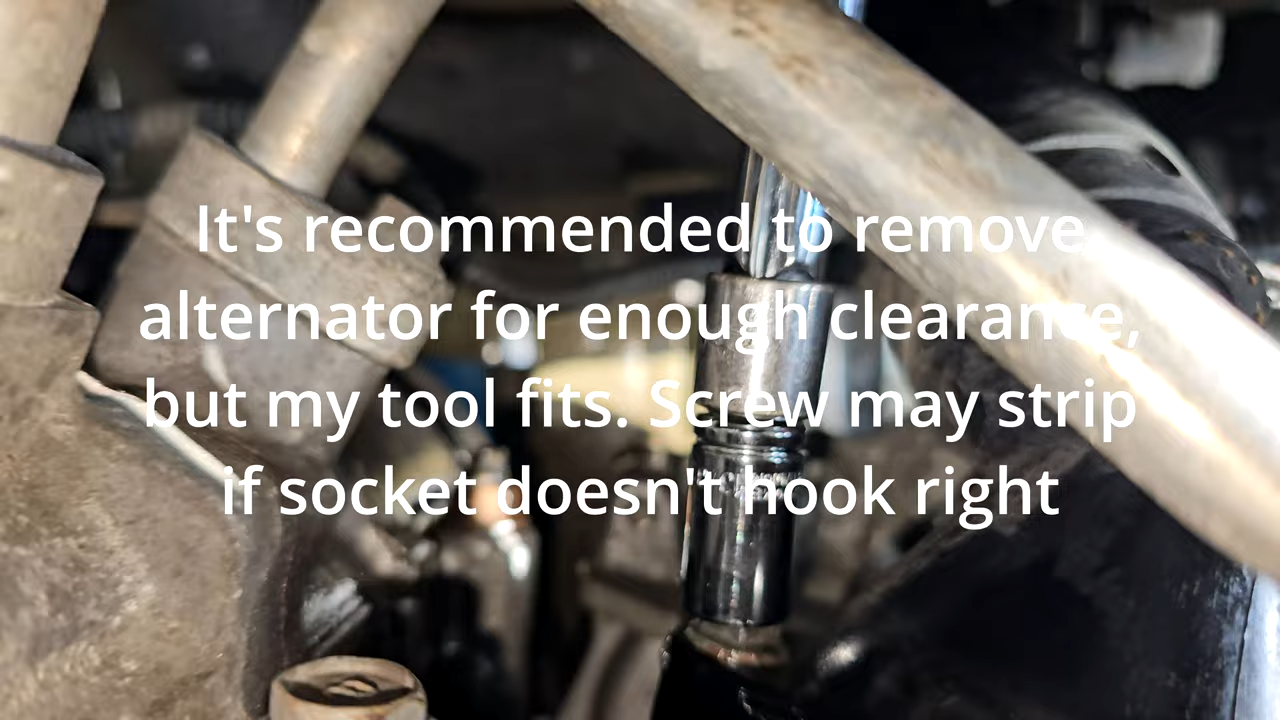 It's recommended to remove
alternator for enough clearance,
but my tool fits. Screw may strip
if socket doesn't hook right